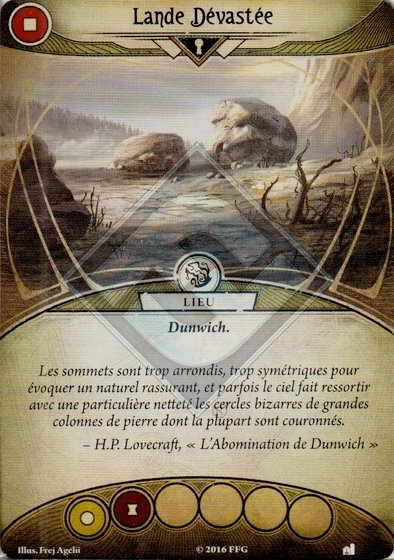 Lande Dévastée
LIEU
Dunwich.
Les sommets sont trop arrondis, trop symétriques pour
évoquer un naturel rassurant, et parfois le ciel fait ressortir
avec une particulière netteté les cercles bizarres de grandes
colonnes de pierre dont la plupart sont couronnés.
– H.P. Lovecraft, « L'Abomination de Dunwich »
Illus. Frej Agelii
© 2016 FFG